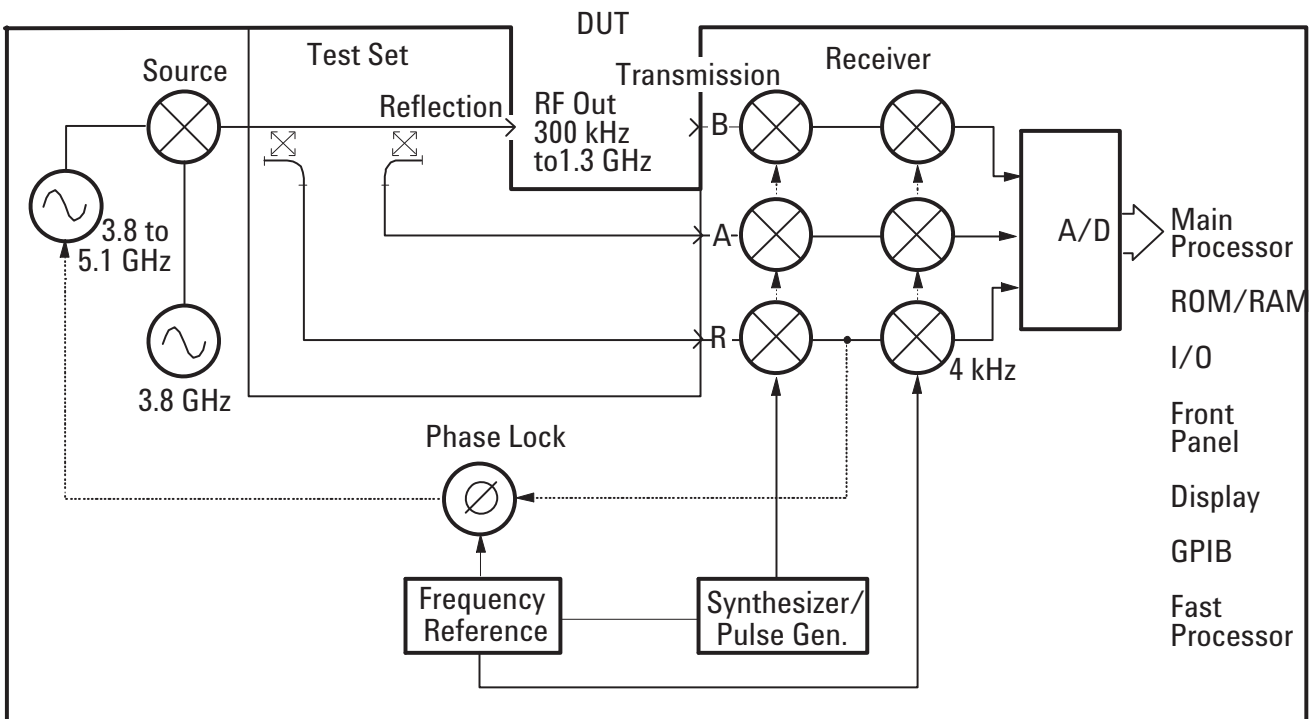 DUT
Test Set
Receiver
Source
Transmission
Reflection
RF Out
300 kHz
to1.3 GHz
B
3.8 to
5.1 GHz
A
A/D
Main
Processor
ROM/RAM
R
I/O
4 kHz
3.8 GHz
Front
Panel
Phase Lock
Display
GPIB
Frequency
Reference
Synthesizer/
Pulse Gen.
Fast
Processor